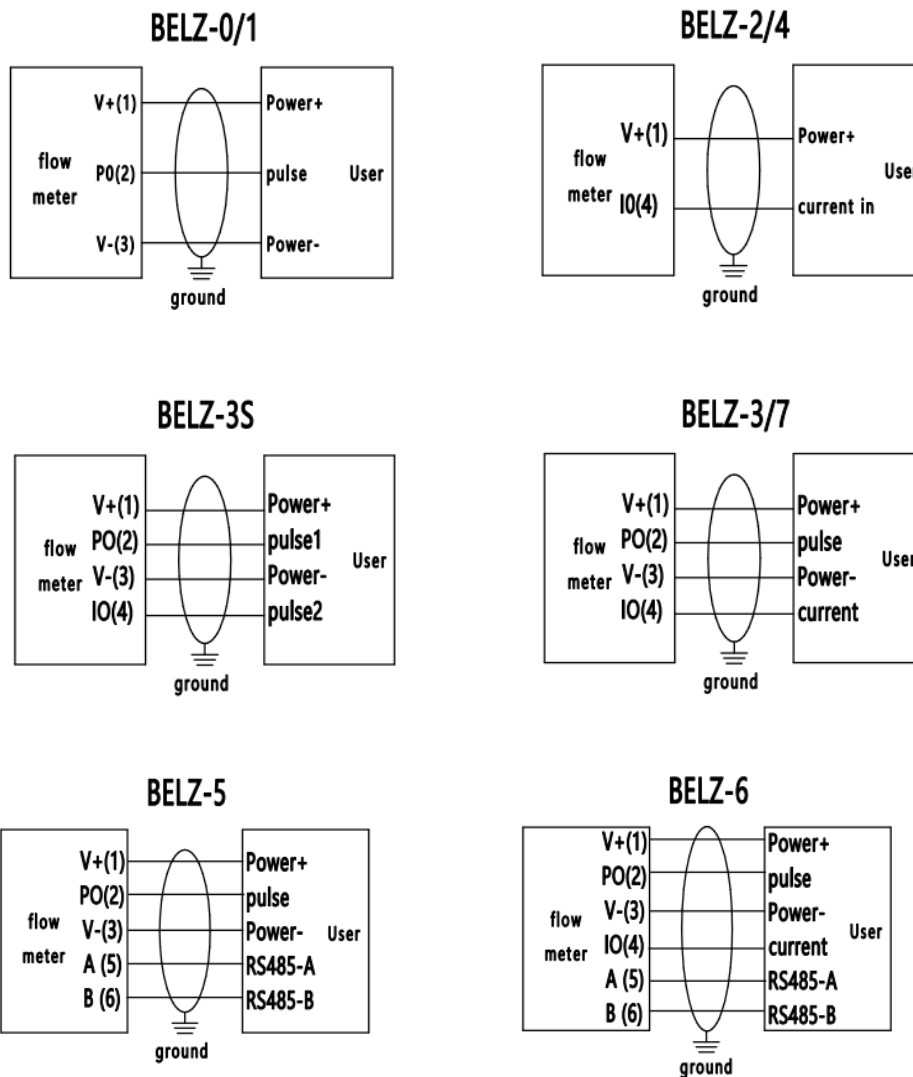 BELZ-0/1
V+(1)
P0(2)
V-(3)
flow
meter
Power+
pulse
Power-
User
ground
BELZ-2/4
V+(1)
I0(4)
flow
meter
Power+
current in
User
ground
BELZ-3S
V+(1)
PO(2)
V-(3)
IO(4)
flow
meter
Power+
pulse1
Power-
pulse2
User
ground
BELZ-3/7
V+(1)
PO(2)
V-(3)
IO(4)
flow
meter
Power+
pulse
Power-
current
User
ground
BELZ-5
V+(1)
PO(2)
V-(3)
A (5)
B (6)
flow
meter
Power+
pulse
Power-
RS485-A
RS485-B
User
ground
BELZ-6
V+(1)
PO(2)
V-(3)
IO(4)
A (5)
B (6)
flow
meter
Power+
pulse
Power-
current
RS485-A
RS485-B
User
ground